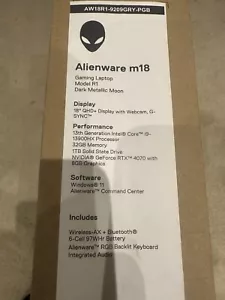 AW18R1-9209GRY-PGB
Alienware m18
Gaming Laptop
Model R1
Dark Metallic Moon
Display
18" QHD+ Display with Webcam, G-
SYNC™
Performance
13th Generation Intel® Core™ i9-
13900HX Processor
32GB Memory
1TB Solid State Drive
NVIDIA® GeForce RTX™ 4070 with
8GB Graphics
Software
Windows® 11
Alienware™ Command Center
Includes
Wireless-AX + Bluetooth®
6-Cell 97WHr Battery
Alienware™ RGB Backlit Keyboard
Integrated Audio